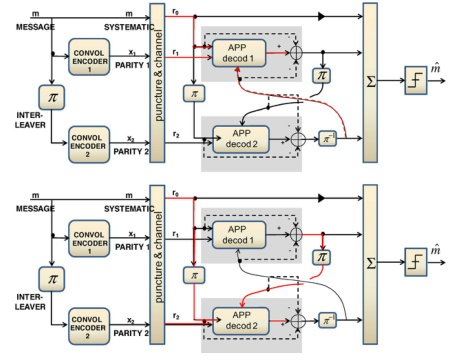 m m r₀
MESSAGE SYSTEMATIC
CONVOL ENCODER 1
x₁ r₁
PARITY 1
APP decod 1
+
-
-
π
INTER-
LEAVER
puncture & channel
π
π
Σ
m̂
CONVOL ENCODER 2
x₂ r₂
PARITY 2
APP decod 2
+
-
-
π⁻¹
m m r₀
MESSAGE SYSTEMATIC
CONVOL ENCODER 1
x₁ r₁
PARITY 1
APP decod 1
+
-
-
π
INTER-
LEAVER
puncture & channel
π
π
Σ
m̂
CONVOL ENCODER 2
x₂ r₂
PARITY 2
APP decod 2
+
-
-
π⁻¹